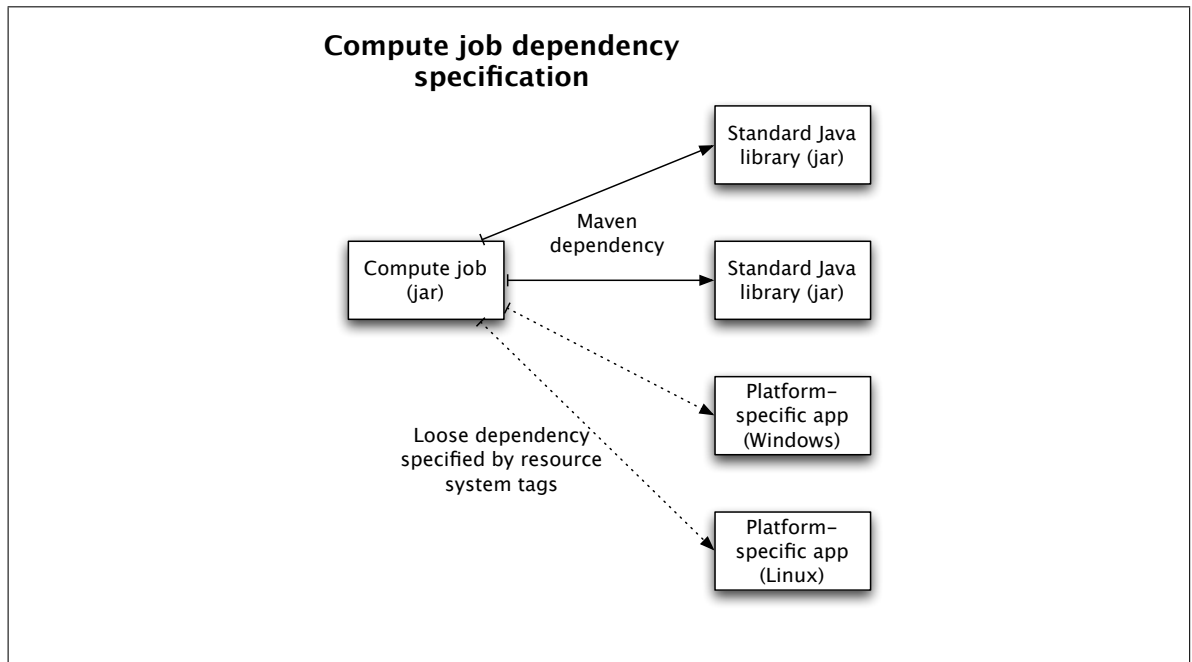 Compute job dependency
specification
Standard Java
library (jar)
Maven
dependency
Compute job
(jar)
Standard Java
library (jar)
Platform-
specific app
(Windows)
Loose dependency
specified by resource
system tags
Platform-
specific app
(Linux)